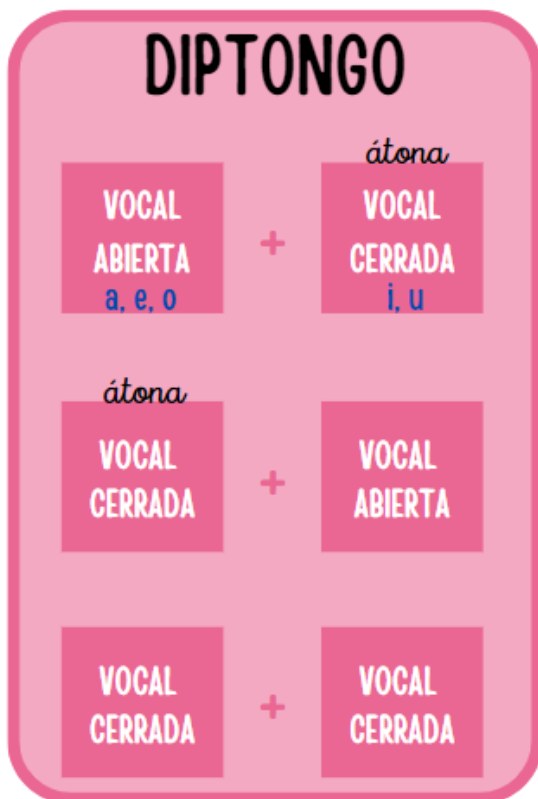 DIPTONGO
átona
VOCAL
ABIERTA
a, e, o
+
VOCAL
CERRADA
i, u
átona
VOCAL
CERRADA
+
VOCAL
ABIERTA
VOCAL
CERRADA
+
VOCAL
CERRADA